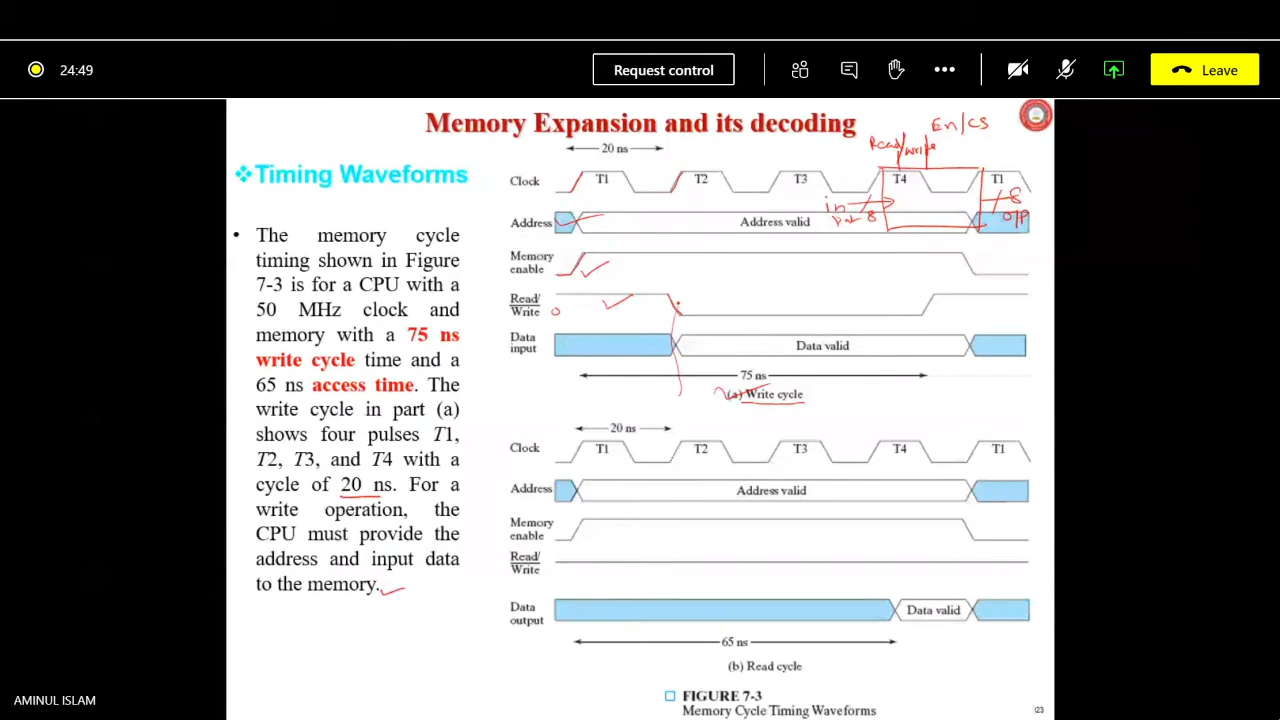 24:49
Request control
Leave
Memory Expansion and its decoding
❖Timing Waveforms
• The memory cycle
timing shown in Figure
7-3 is for a CPU with a
50 MHz clock and
memory with a 75 ns
write cycle time and a
65 ns access time. The
write cycle in part (a)
shows four pulses T1,
T2, T3, and T4 with a
cycle of 20 ns. For a
write operation, the
CPU must provide the
address and input data
to the memory.
20 ns
Read/
write
En/CS
Clock T1 T2 T3 T4 T1
in
put 8
8
O/P
Address Address valid
Memory
enable
Read/
Write 0
Data
input Data valid
75 ns
(a) Write cycle
20 ns
Clock T1 T2 T3 T4 T1
Address Address valid
Memory
enable
Read/
Write
Data
output Data valid
65 ns
(b) Read cycle
FIGURE 7-3
Memory Cycle Timing Waveforms
23
AMINUL ISLAM